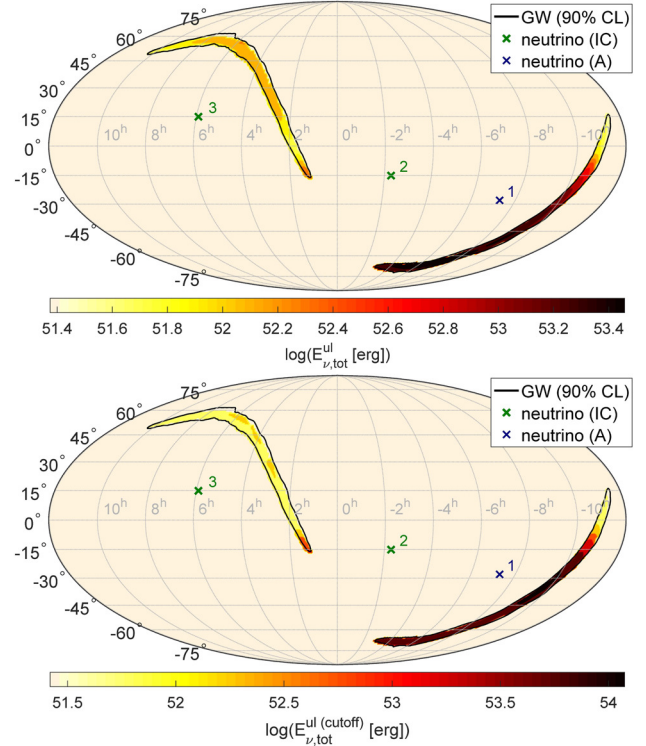 75°
60°
45°
30°
15°
0°
-15°
-30°
-45°
-60°
-75°
10h 8h 6h 4h 2h 0h -2h -4h -6h -8h -10h
3
2
1
GW (90% CL)
neutrino (IC)
neutrino (A)
51.4 51.6 51.8 52 52.2 52.4 52.6 52.8 53 53.2 53.4
log(E^ul_ν,tot [erg])
75°
60°
45°
30°
15°
0°
-15°
-30°
-45°
-60°
-75°
10h 8h 6h 4h 2h 0h -2h -4h -6h -8h -10h
3
2
1
GW (90% CL)
neutrino (IC)
neutrino (A)
51.5 52 52.5 53 53.5 54
log(E^ul (cutoff)_ν,tot [erg])